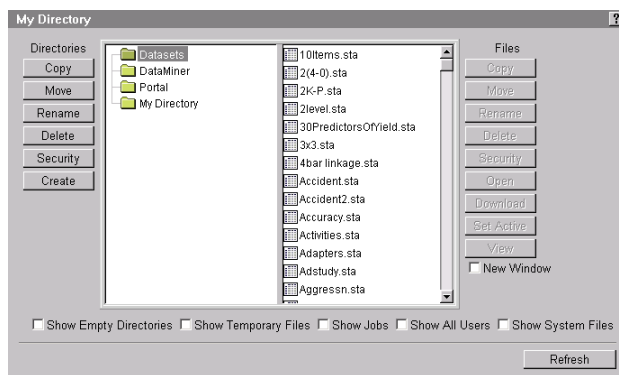 My Directory
?
Directories
Copy
Move
Rename
Delete
Security
Create
Datasets
DataMiner
Portal
My Directory
10Items.sta
2(4-0).sta
2K-P.sta
2level.sta
30PredictorsOfYield.sta
3x3.sta
4bar linkage.sta
Accident.sta
Accident2.sta
Accuracy.sta
Activities.sta
Adapters.sta
Adstudy.sta
Aggressn.sta
Files
Copy
Move
Rename
Delete
Security
Open
Download
Set Active
View
New Window
Show Empty Directories Show Temporary Files Show Jobs Show All Users Show System Files
Refresh